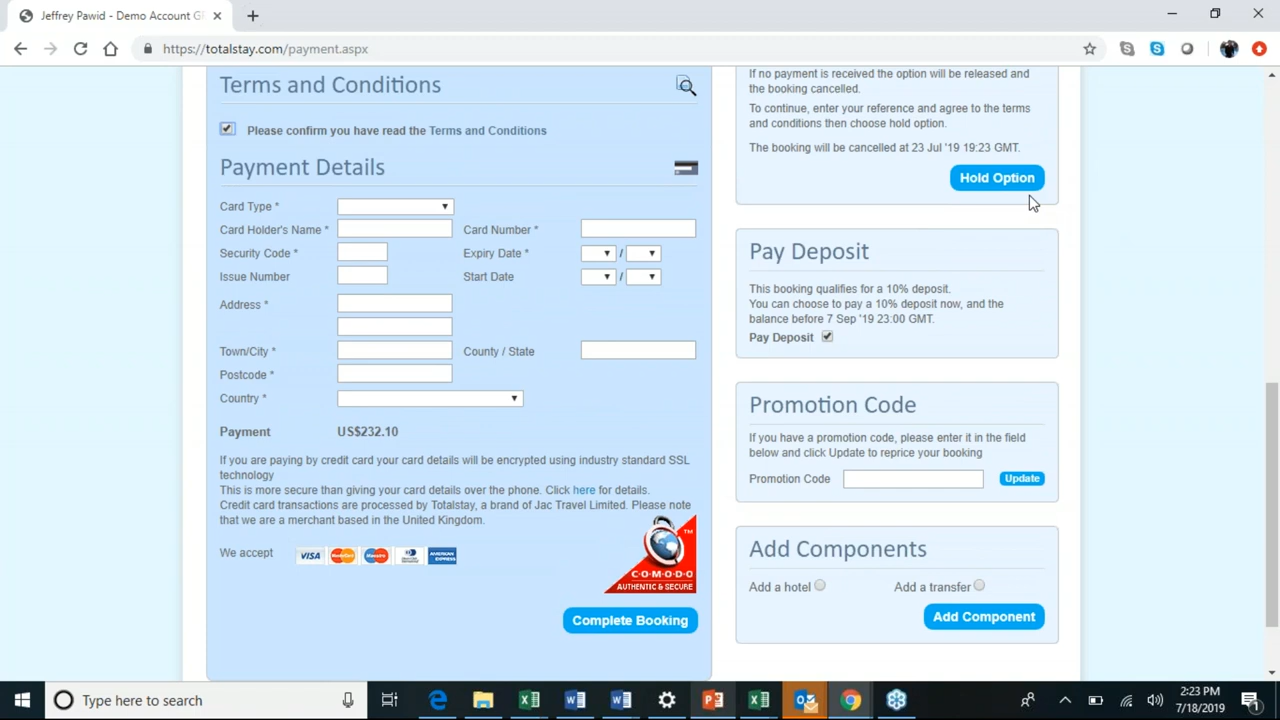 Jeffrey Pawid - Demo Account GF
https://totalstay.com/payment.aspx
Terms and Conditions
Please confirm you have read the Terms and Conditions
Payment Details
Card Type *
Card Holder's Name *
Card Number *
Security Code *
Expiry Date *
/
Issue Number
Start Date
/
Address *
Town/City *
County / State
Postcode *
Country *
Payment
US$232.10
If you are paying by credit card your card details will be encrypted using industry standard SSL
technology
This is more secure than giving your card details over the phone. Click here for details.
Credit card transactions are processed by Totalstay, a brand of Jac Travel Limited. Please note
that we are a merchant based in the United Kingdom.
We accept
VISA
TM
COMODO
AUTHENTIC & SECURE
Complete Booking
If no payment is received the option will be released and
the booking cancelled.
To continue, enter your reference and agree to the terms
and conditions then choose hold option.
The booking will be cancelled at 23 Jul '19 19:23 GMT.
Hold Option
Pay Deposit
This booking qualifies for a 10% deposit.
You can choose to pay a 10% deposit now, and the
balance before 7 Sep '19 23:00 GMT.
Pay Deposit
Promotion Code
If you have a promotion code, please enter it in the field
below and click Update to reprice your booking
Promotion Code
Update
Add Components
Add a hotel
Add a transfer
Add Component
Type here to search
2:23 PM
7/18/2019